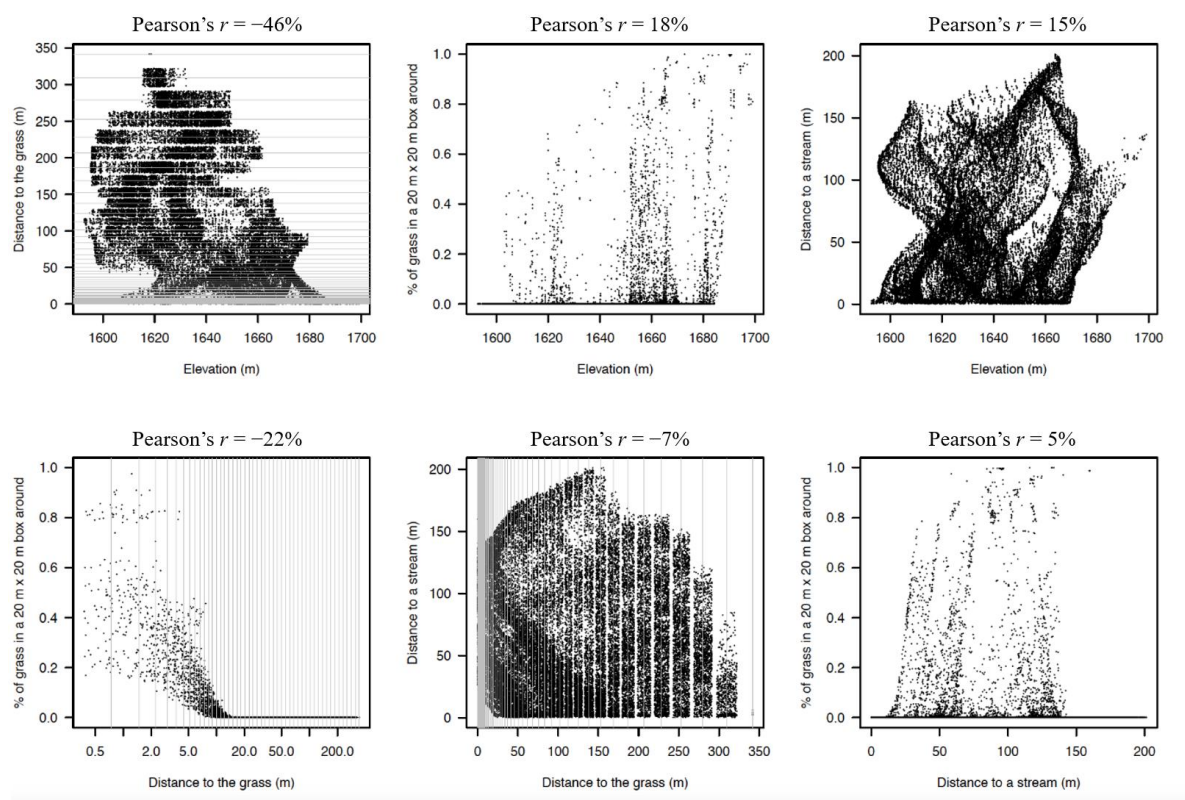 Pearson's r = −46%
Pearson's r = 18%
Pearson's r = 15%
Distance to the grass (m)
350
300
250
200
150
100
50
0
1600 1620 1640 1660 1680 1700
Elevation (m)
% of grass in a 20 m x 20 m box around
1.0
0.8
0.6
0.4
0.2
0.0
1600 1620 1640 1660 1680 1700
Elevation (m)
Distance to a stream (m)
200
150
100
50
0
1600 1620 1640 1660 1680 1700
Elevation (m)
Pearson's r = −22%
Pearson's r = −7%
Pearson's r = 5%
% of grass in a 20 m x 20 m box around
1.0
0.8
0.6
0.4
0.2
0.0
0.5 2.0 5.0 20.0 50.0 200.0
Distance to the grass (m)
Distance to a stream (m)
200
150
100
50
0
0 50 100 150 200 250 300 350
Distance to the grass (m)
% of grass in a 20 m x 20 m box around
1.0
0.8
0.6
0.4
0.2
0.0
0 50 100 150 200
Distance to a stream (m)